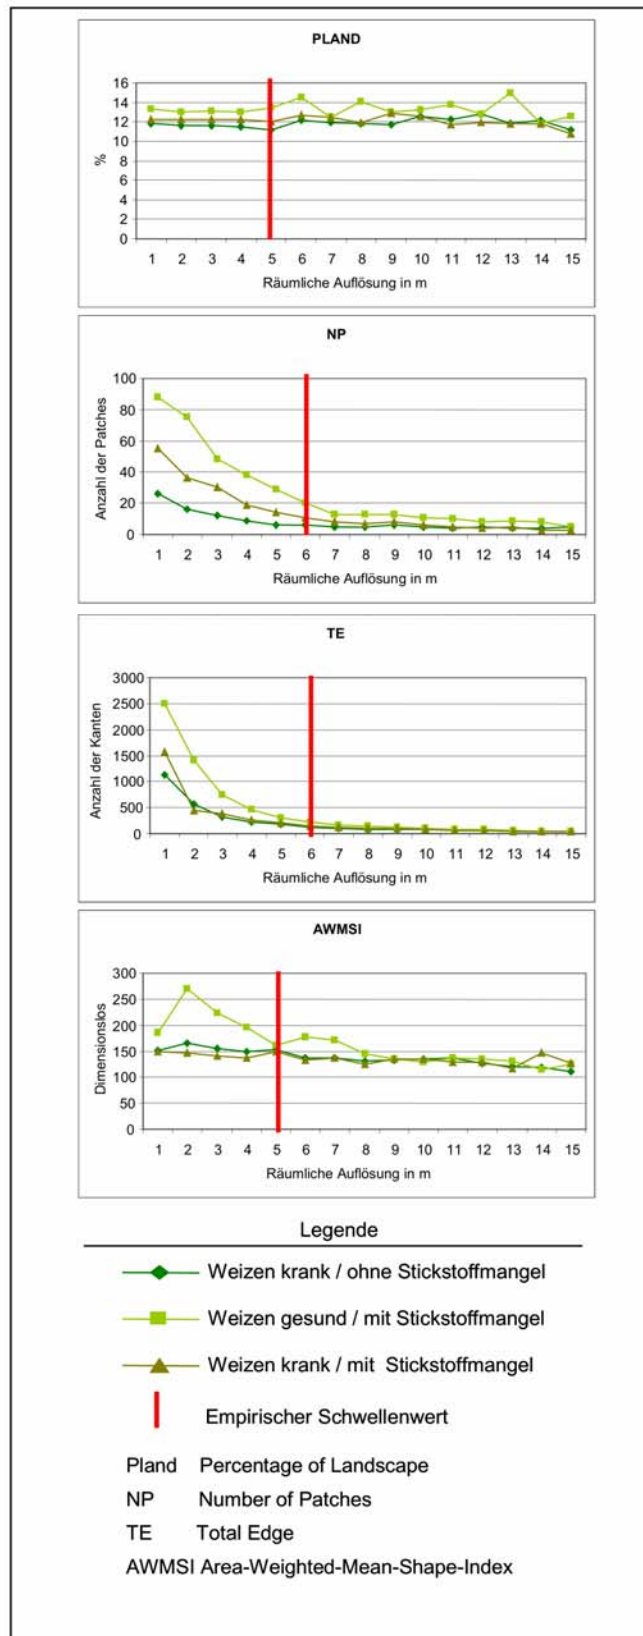 PLAND
16
14
12
10
8
6
4
2
0
%
1 2 3 4 5 6 7 8 9 10 11 12 13 14 15
Räumliche Auflösung in m
NP
100
80
60
40
20
0
Anzahl der Patches
1 2 3 4 5 6 7 8 9 10 11 12 13 14 15
Räumliche Auflösung in m
TE
3000
2500
2000
1500
1000
500
0
Anzahl der Kanten
1 2 3 4 5 6 7 8 9 10 11 12 13 14 15
Räumliche Auflösung in m
AWMSI
300
250
200
150
100
50
0
Dimensionslos
1 2 3 4 5 6 7 8 9 10 11 12 13 14 15
Räumliche Auflösung in m
Legende
Weizen krank / ohne Stickstoffmangel
Weizen gesund / mit Stickstoffmangel
Weizen krank / mit Stickstoffmangel
Empirischer Schwellenwert
Pland Percentage of Landscape
NP Number of Patches
TE Total Edge
AWMSI Area-Weighted-Mean-Shape-Index